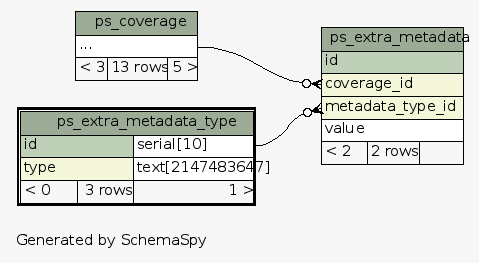 ps_coverage
...
< 3 13 rows 5 >
ps_extra_metadata
id
coverage_id
metadata_type_id
value
< 2 2 rows
ps_extra_metadata_type
id serial[10]
type text[2147483647]
< 0 3 rows 1 >
Generated by SchemaSpy